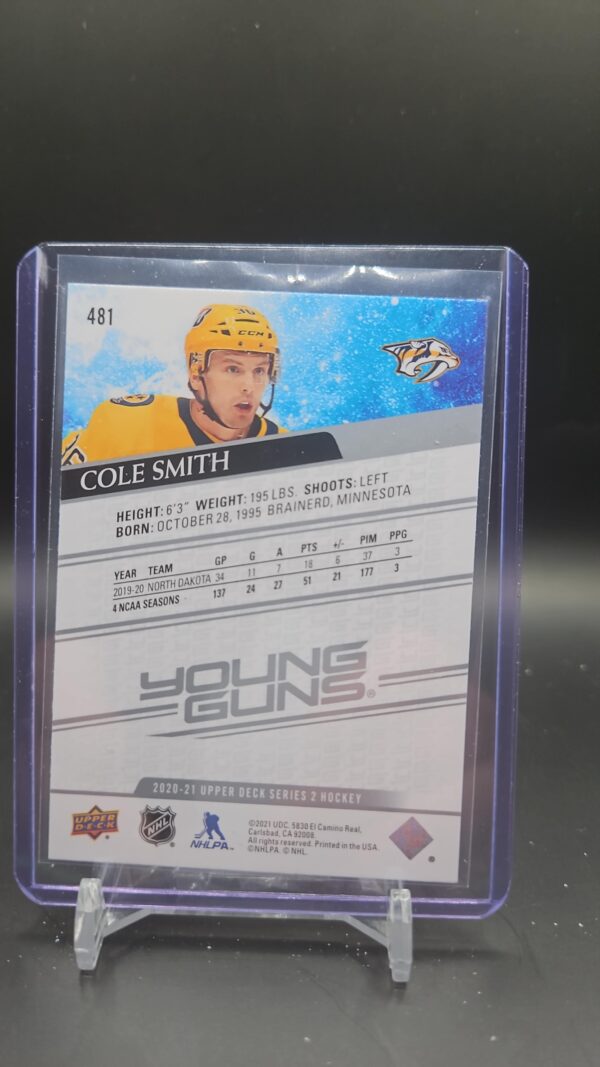 481
36
CCM
COLE SMITH
HEIGHT: 6'3" WEIGHT: 195 LBS. SHOOTS: LEFT
BORN: OCTOBER 28, 1995 BRAINERD, MINNESOTA
YEAR TEAM GP G A PTS +/- PIM PPG
2019-20 NORTH DAKOTA 34 11 7 18 6 37 3
4 NCAA SEASONS 137 24 27 51 21 177 3
YOUNG
GUNS®
2020-21 UPPER DECK SERIES 2 HOCKEY
UPPER
DECK
NHL®
NHLPA™
©2021 UDC, 5830 El Camino Real,
Carlsbad, CA 92008.
All rights reserved. Printed in the USA.
©NHLPA. © NHL.
®